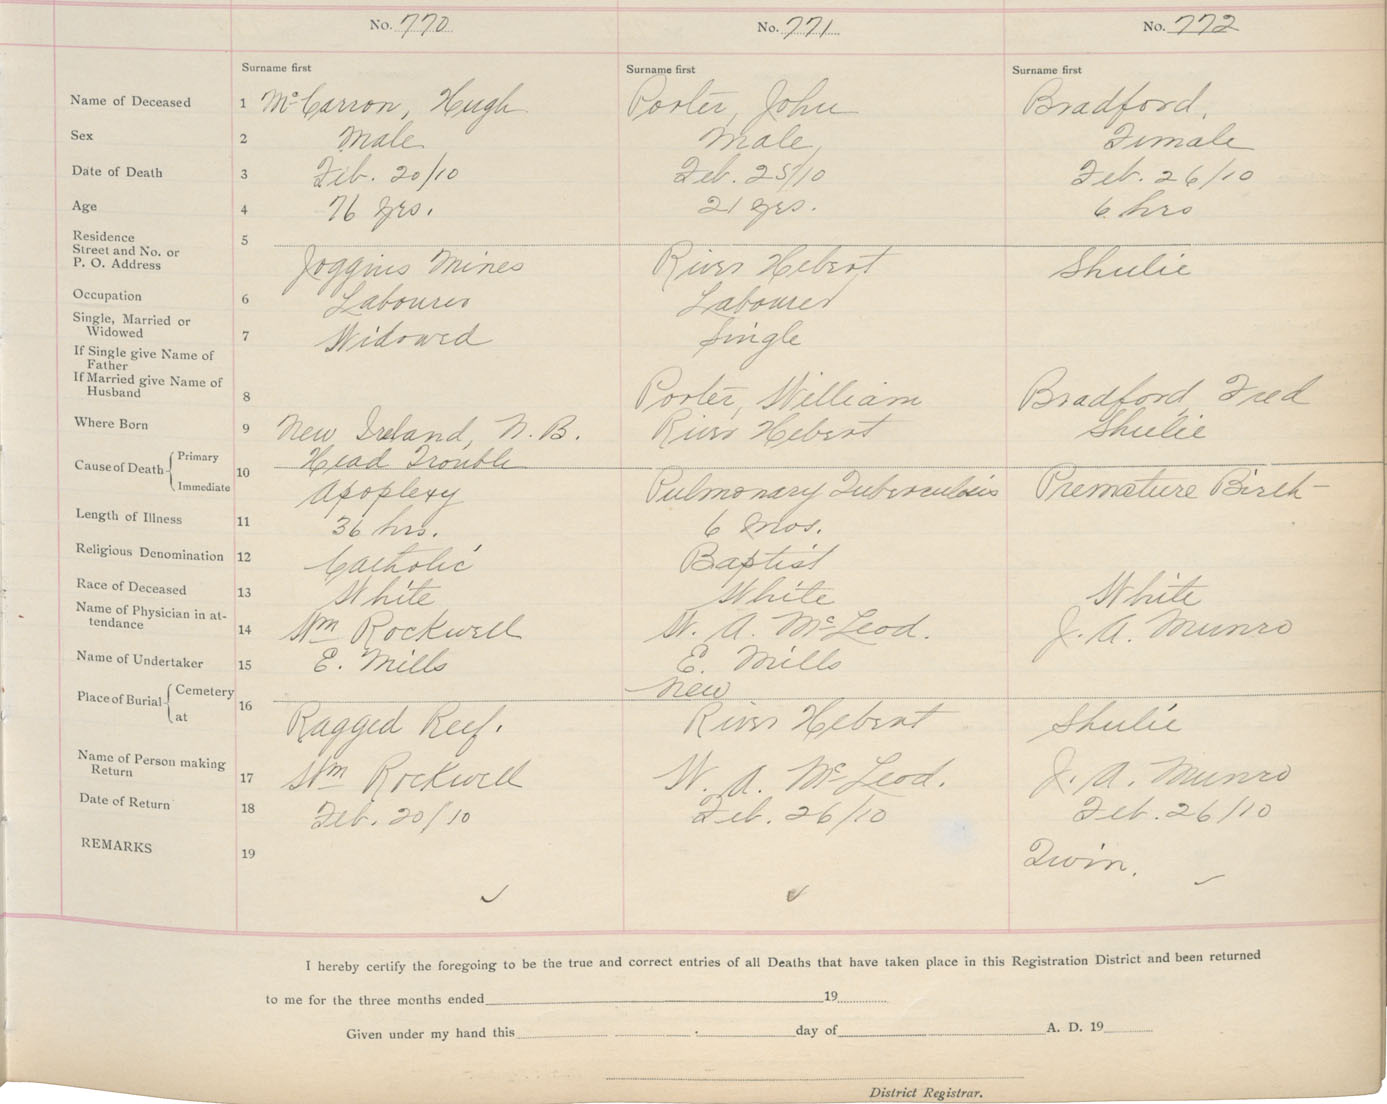 No. 770 No. 771 No. 772
Surname first Surname first Surname first
Name of Deceased 1 McCarron, Hugh Porter, John Bradford,
Sex 2 Male Male, Female
Date of Death 3 Feb. 20/10 Feb. 25/10 Feb. 26/10
Age 4 76 yrs. 21 yrs. 6 hrs
Residence 5
Street and No. or
P. O. Address Joggins Mines River Hebert Shulie
Occupation 6 Labourer Labourer
Single, Married or
Widowed 7 Widowed Single
If Single give Name of
Father
If Married give Name of
Husband 8 Porter, William Bradford, Fred
Where Born 9 New Ireland, N.B. River Hebert Shulie
Cause of Death Primary Head Trouble
10
Immediate Apoplexy Pulmonary Tuberculosis Premature Birth
Length of Illness 11 36 hrs. 6 mos.
Religious Denomination 12 Catholic Baptist
Race of Deceased 13 White White White
Name of Physician in at-
tendance 14 Wm Rockwell W. A. McLeod. J. A. Munro
Name of Undertaker 15 E. Mills E. Mills
Place of Burial Cemetery New
16
at Ragged Reef. River Hebert Shulie
Name of Person making
Return 17 Wm Rockwell W. A. McLeod. J. A. Munro
Date of Return 18 Feb. 20/10 Feb. 26/10 Feb. 26/10
REMARKS 19 Twin.
I hereby certify the foregoing to be the true and correct entries of all Deaths that have taken place in this Registration District and been returned
to me for the three months ended 19
Given under my hand this day of A. D. 19
District Registrar.